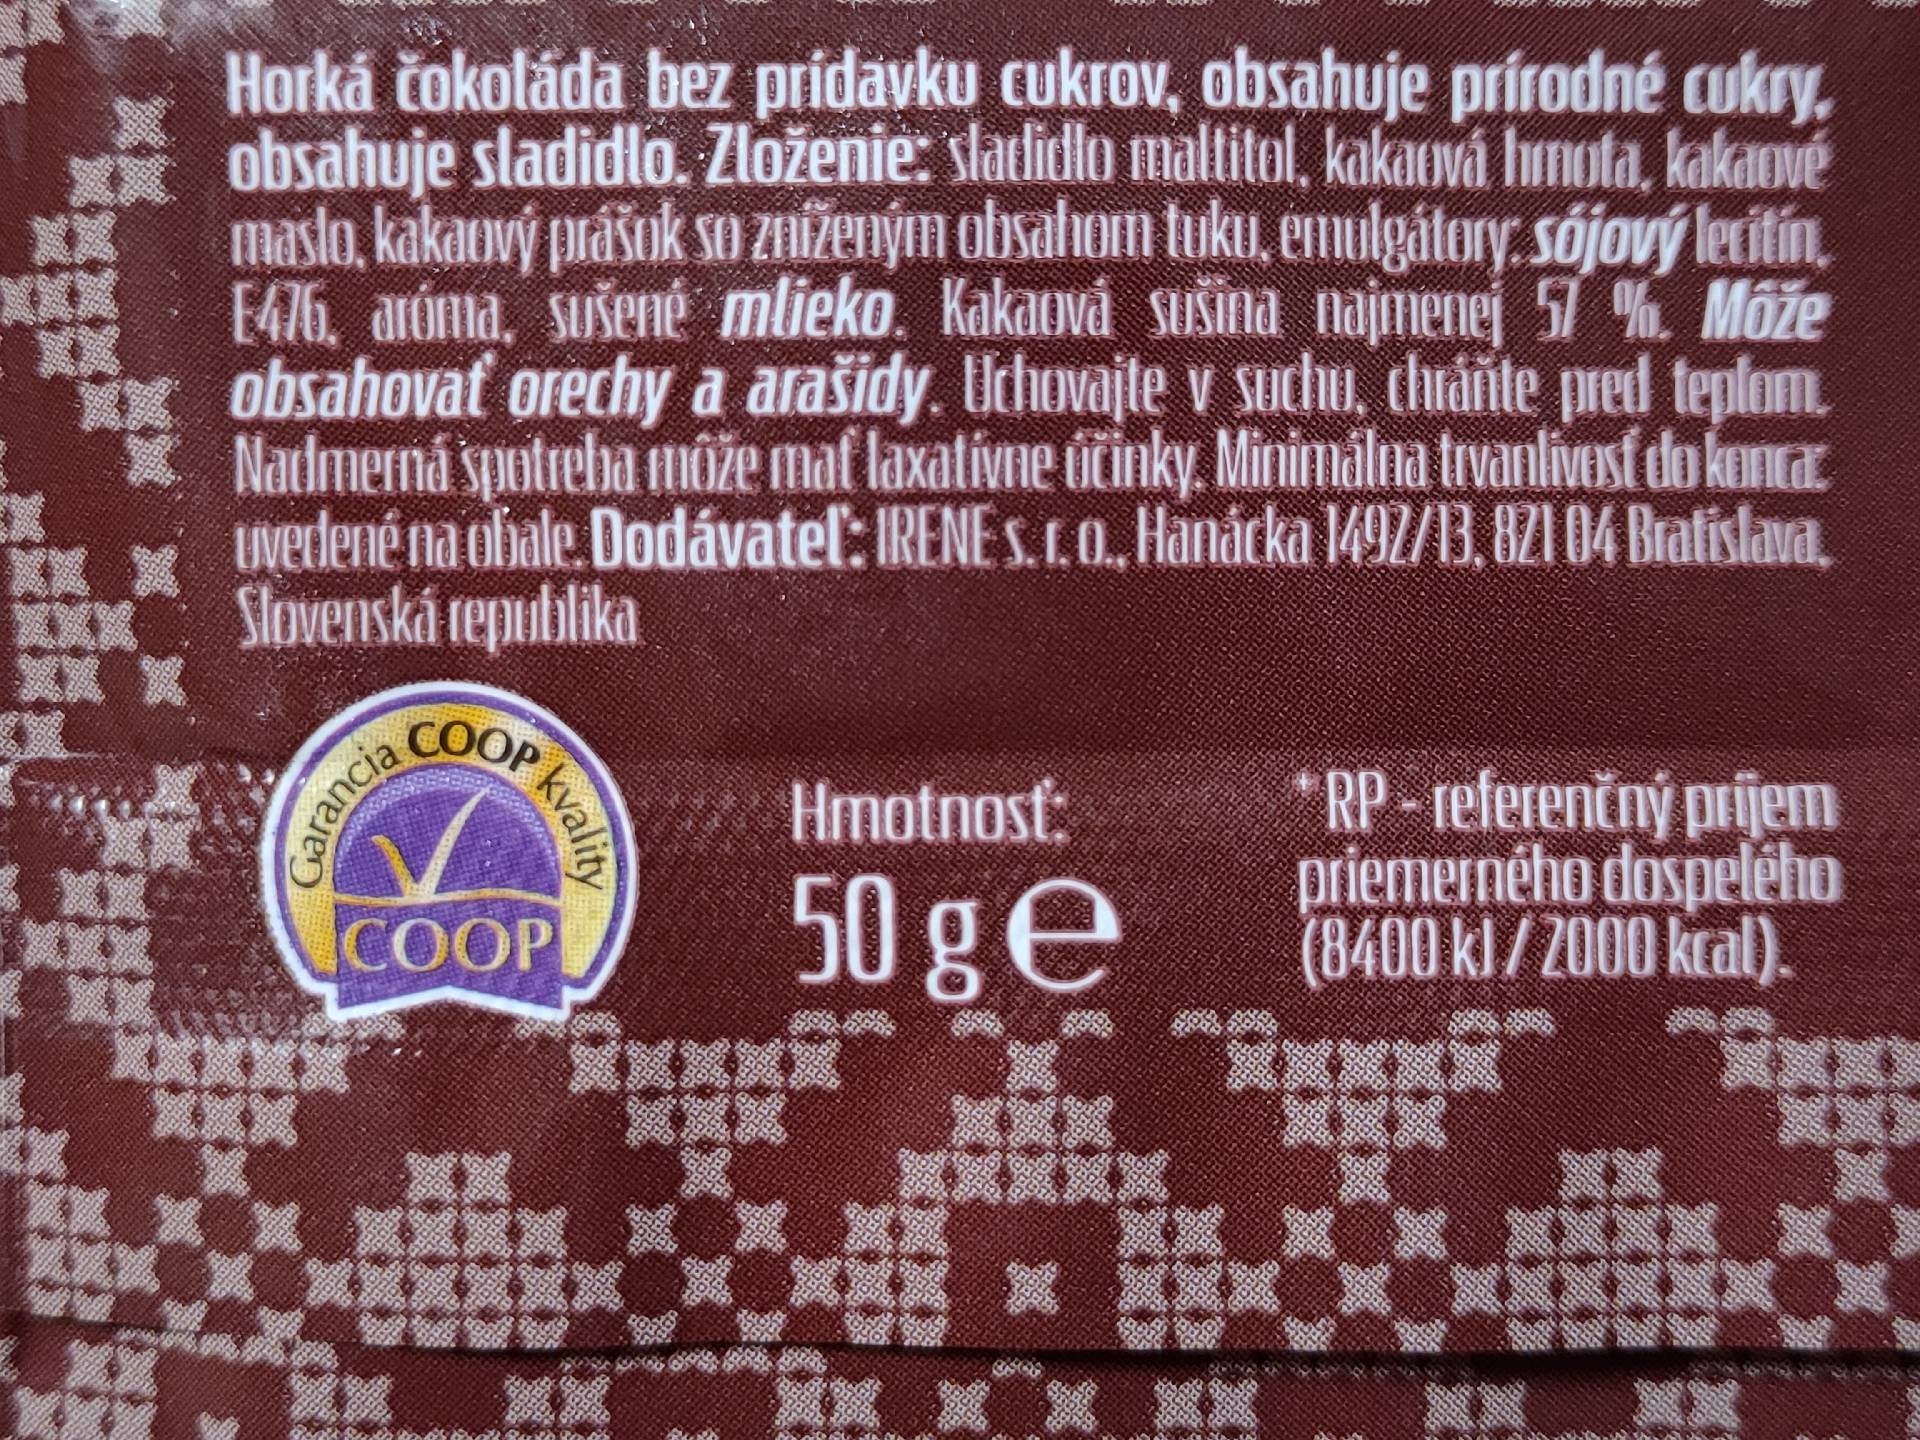 Horká čokoláda bez prídavku cukrov, obsahuje prírodné cukry,
obsahuje sladidlo. Zloženie: sladidlo maltitol, kakaová hmota, kakaové
maslo, kakaový prášok so zníženým obsahom tuku, emulgátory: sójový lecitín,
E476, aróma, sušené mlieko. Kakaová sušina najmenej 57 %. Môže
obsahovať orechy a arašidy. Uchovajte v suchu, chráňte pred teplom.
Nadmerná spotreba môže mať laxatívne účinky. Minimálna trvanlivosť do konca:
uvedené na obale. Dodávateľ: IRENE s. r. o., Hanácka 1492/13, 821 04 Bratislava,
Slovenská republika
Garancia COOP kvality
COOP
Hmotnosť:
50 g e
* RP - referenčný príjem
priemerného dospelého
(8400 kJ / 2000 kcal).